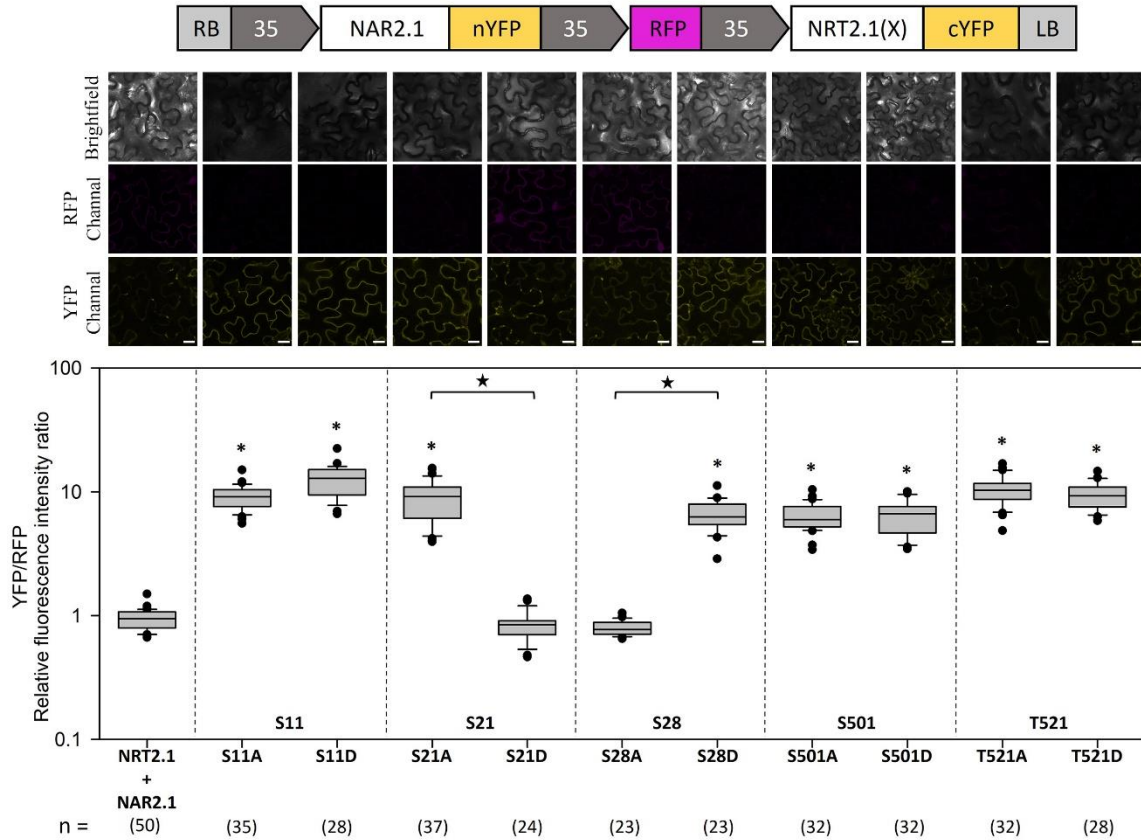 RB 35 NAR2.1 nYFP 35 RFP 35 NRT2.1(X) cYFP LB
Brightfield
RFP
Channal
YFP
Channal
YFP/RFP
Relative fluorescence intensity ratio
100
10
1
0.1
★ ★
* * * * * * * *
S11 S21 S28 S501 T521
NRT2.1
+
NAR2.1
S11A S11D S21A S21D S28A S28D S501A S501D T521A T521D
n = (50) (35) (28) (37) (24) (23) (23) (32) (32) (32) (28)